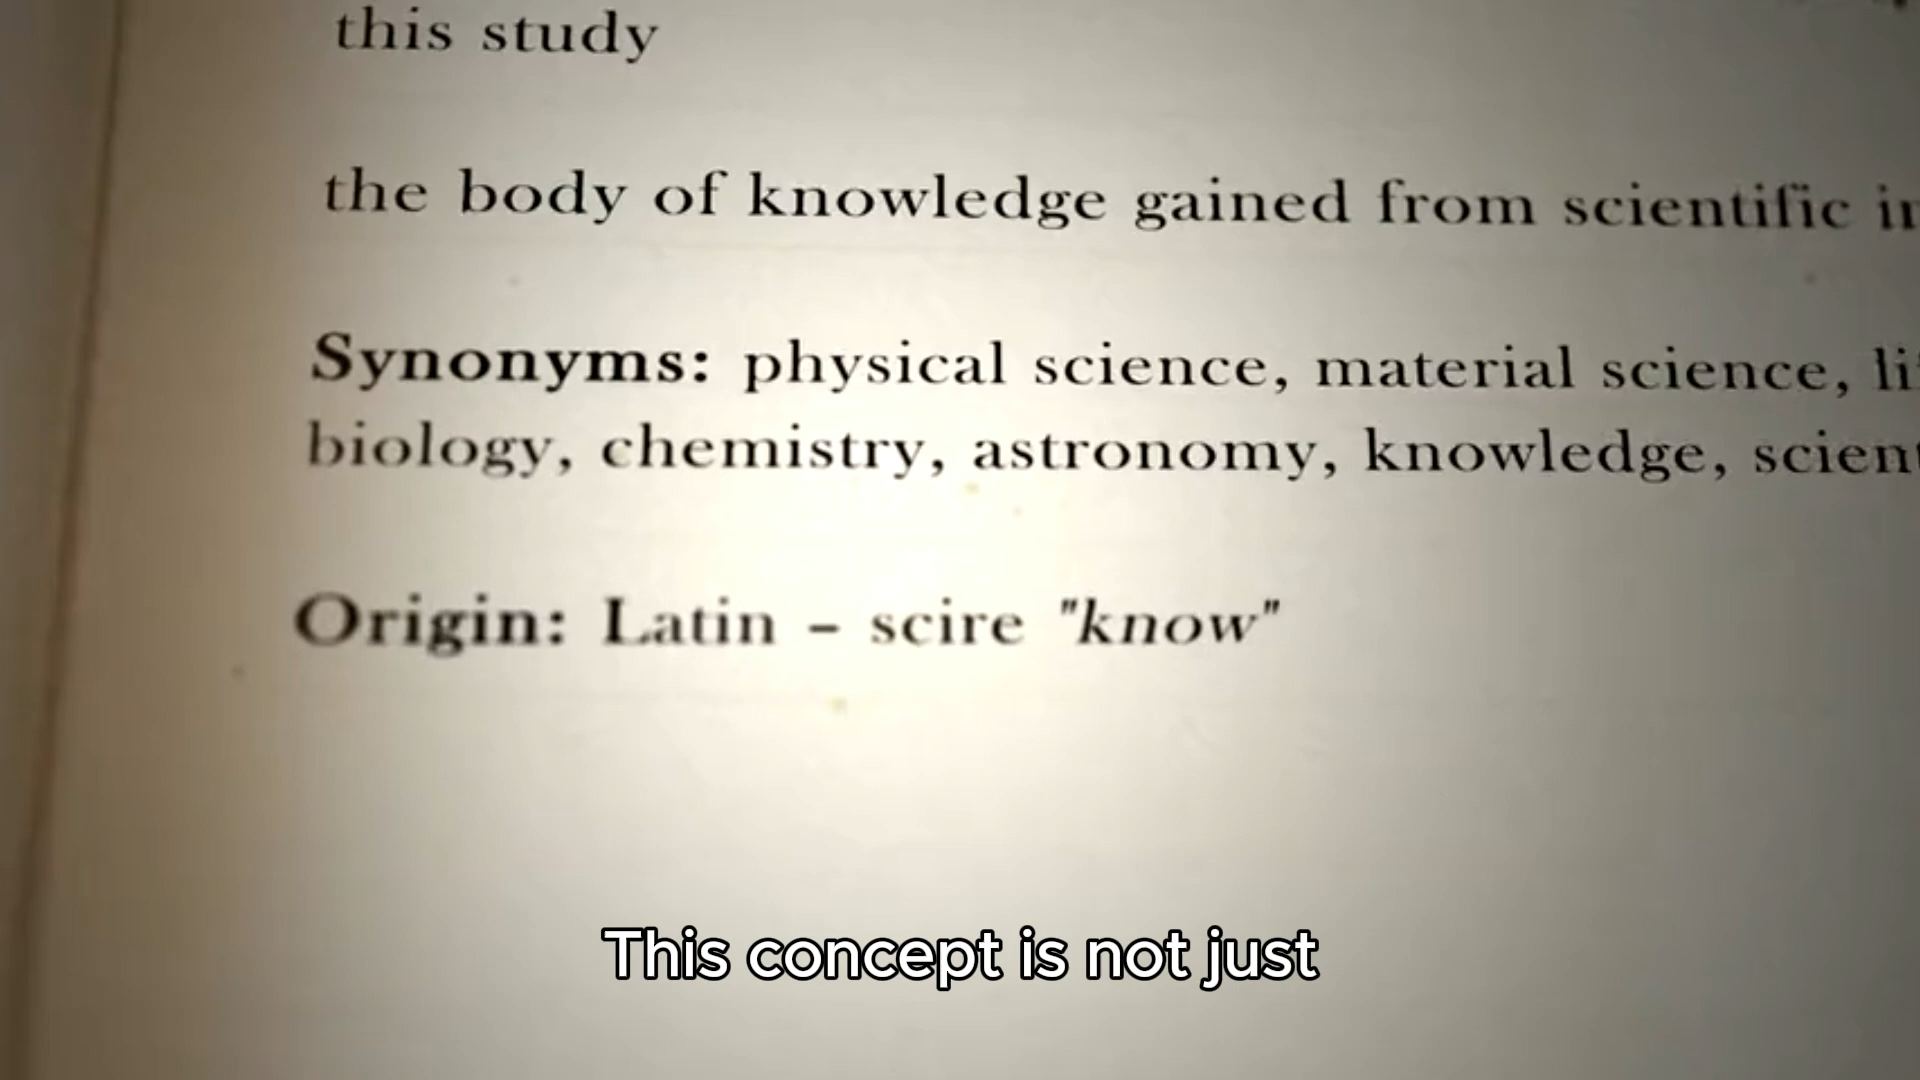 this study
the body of knowledge gained from scientific
Synonyms: physical science, material science,
biology, chemistry, astronomy, knowledge,
Origin: Latin – scire "know"
This concept is not just